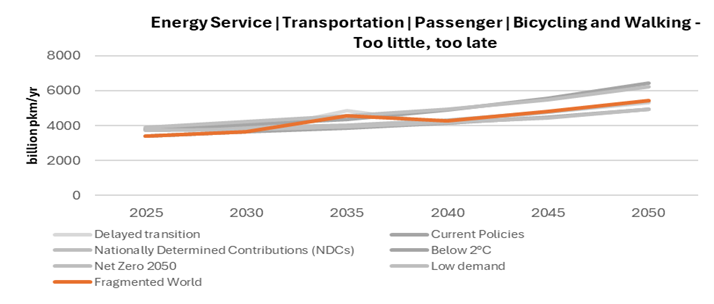 Energy Service | Transportation | Passenger | Bicycling and Walking -
Too little, too late
billion pkm/yr
8000
6000
4000
2000
0
2025 2030 2035 2040 2045 2050
Delayed transition Current Policies
Nationally Determined Contributions (NDCs) Below 2°C
Net Zero 2050 Low demand
Fragmented World